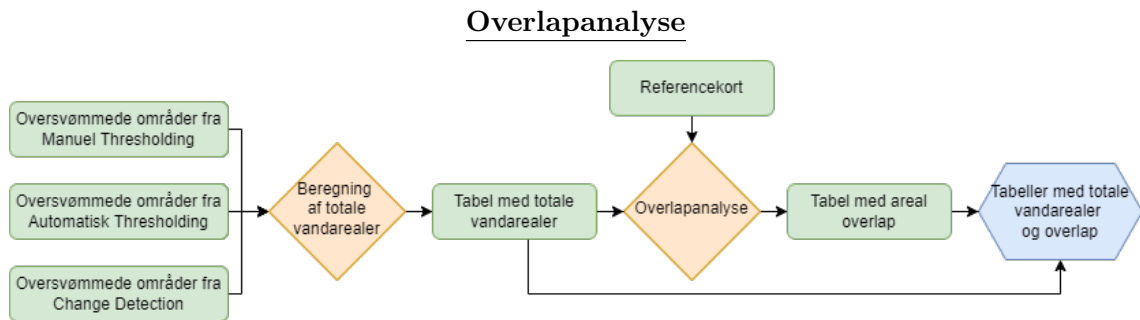 Overlapanalyse
Referencekort
Oversvømmede områder fra
Manuel Thresholding
Oversvømmede områder fra
Automatisk Thresholding
Oversvømmede områder fra
Change Detection
Beregning
af totale
vandarealer
Tabel med totale
vandarealer
Overlapanalyse
Tabel med areal
overlap
Tabeller med totale
vandarealer
og overlap